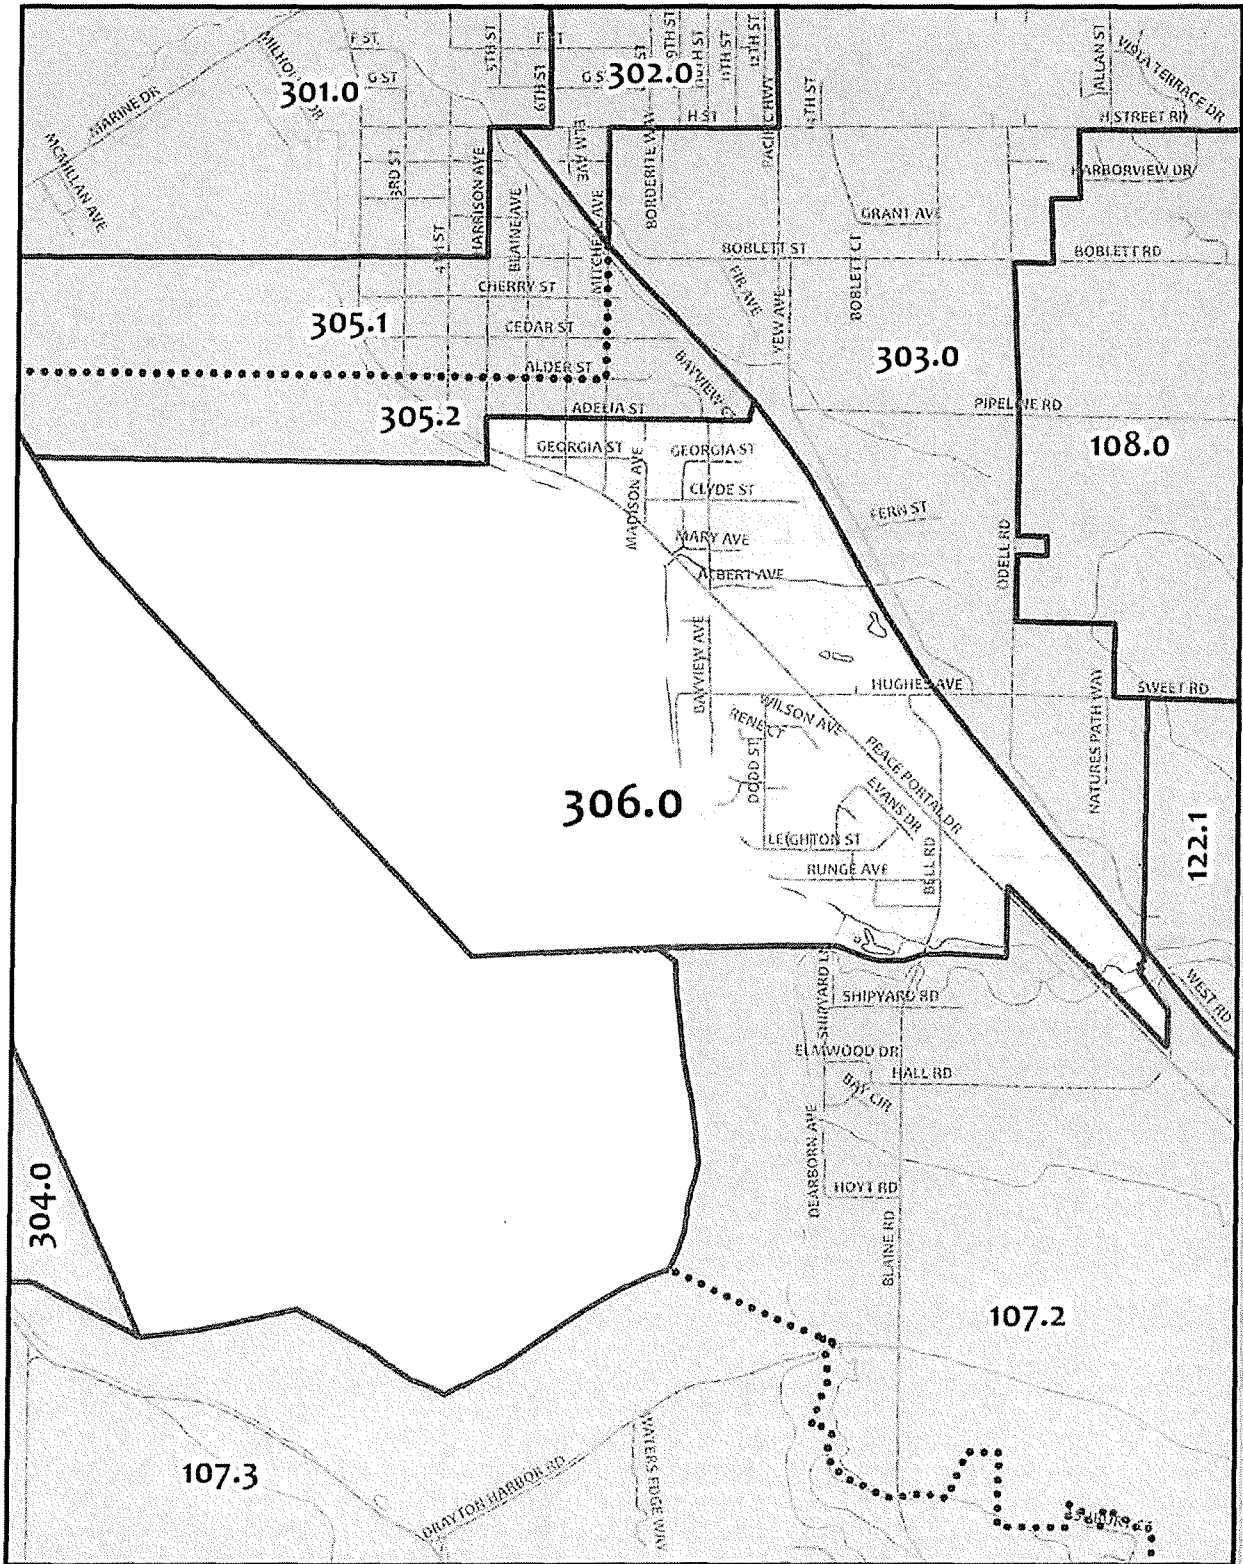 F ST
5TH ST
6TH ST
9TH ST
11TH ST
12TH ST
PACIFIC HWY
14TH ST
ALLAN ST
VISTA TERRACE DR
301.0
G ST
302.0
MARINE DR
H ST
H STREET RD
MCMILLAN AVE
3RD ST
HARRISON AVE
ELM AVE
BORDERITE WAY
HARBORVIEW DR
4TH ST
BLAINE AVE
GRANT AV
BOBLETT ST
BOBLETT CT
BOBLETT RD
CHERRY ST
FIR AVE
YEW AVE
305.1
CEDAR ST
303.0
ALDER ST
BAYVIEW CT
305.2
ADELIA ST
PIPELINE RD
108.0
GEORGIA ST
GEORGIA ST
MADISON AVE
CLYDE ST
FERN ST
MARY AVE
ODELL RD
ALBERT AVE
BAYVIEW AVE
HUGHES AVE
SWEET RD
NATURES PATH WAY
WILSON AVE
RENE CT
DODD ST
PEACE PORTAL DR
306.0
EVANS DR
122.1
LEIGHTON ST
RUNGE AVE
BELL RD
SHIPYARD LN
SHIPYARD RD
WEST RD
ELMWOOD DR
HALL RD
BAY CIR
DEARBORN AVE
304.0
HOYT RD
BLAINE RD
107.2
107.3
DRAYTON HARBOR RD
WATERS EDGE WAY